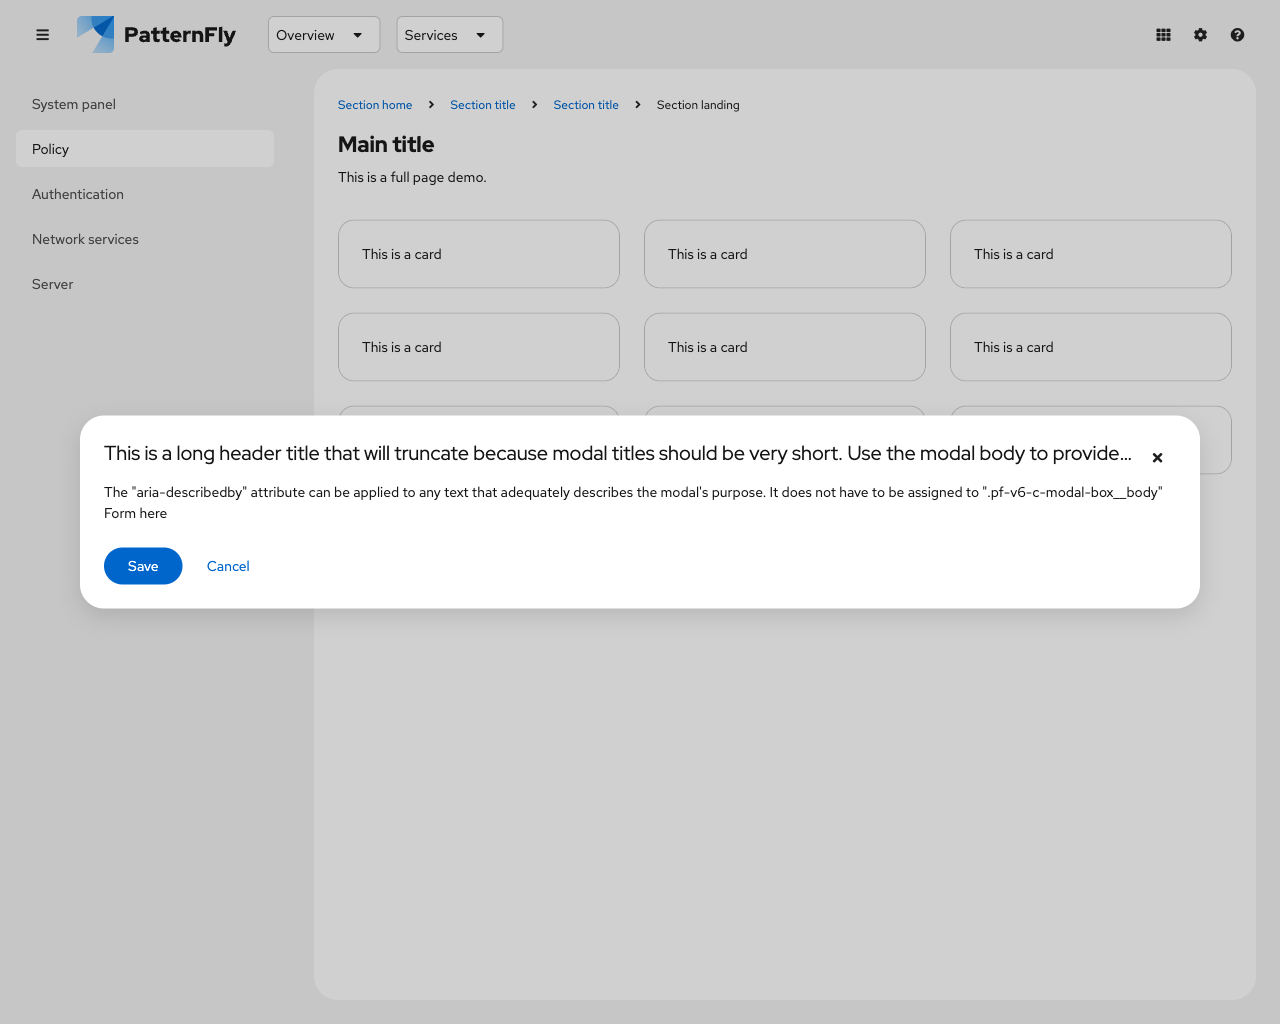 PatternFly
Overview
Services
System panel
Policy
Authentication
Network services
Server
Section home
Section title
Section title
Section landing
Main title
This is a full page demo.
This is a card
This is a card
This is a card
This is a card
This is a card
This is a card
This is a long header title that will truncate because modal titles should be very short. Use the modal body to provide...
The "aria-describedby" attribute can be applied to any text that adequately describes the modal's purpose. It does not have to be assigned to ".pf-v6-c-modal-box__body"
Form here
Save
Cancel